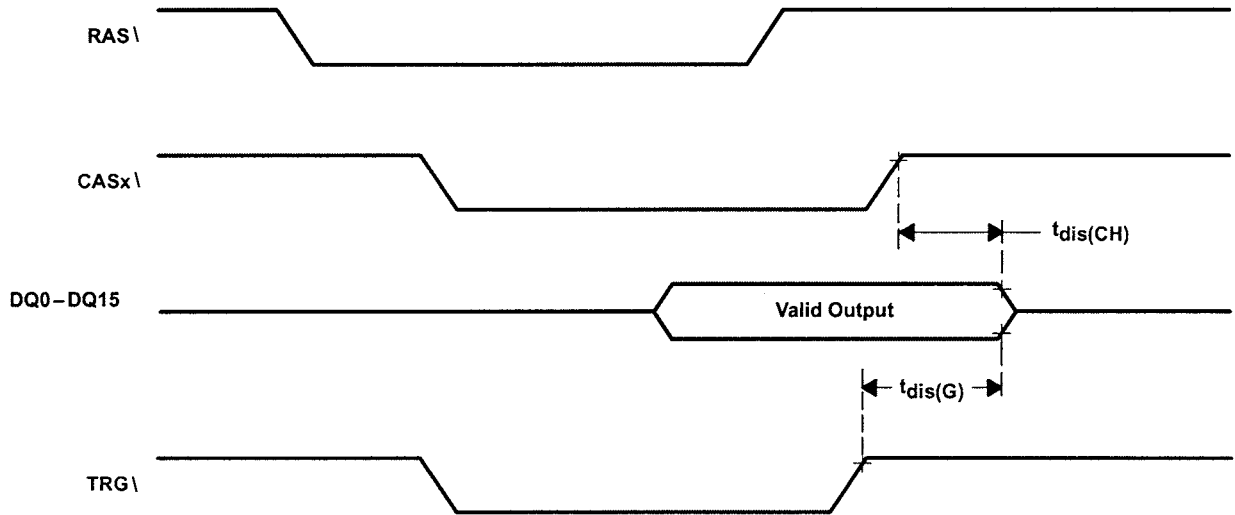 RAS\
CASx\
tdis(CH)
DQ0–DQ15
Valid Output
tdis(G)
TRG\